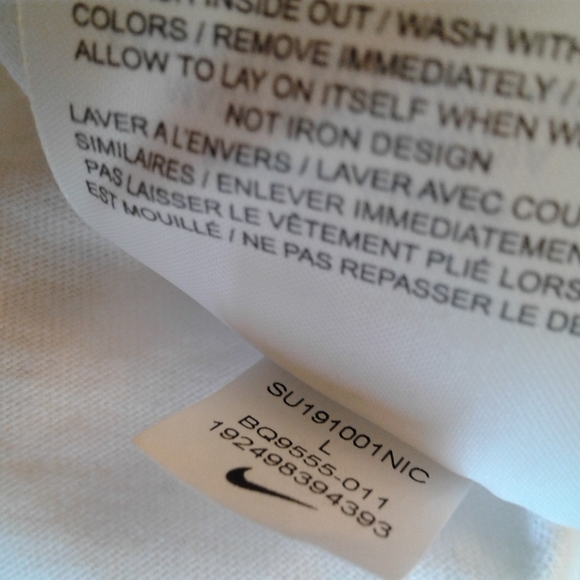 INSIDE OUT / WASH WITH
COLORS / REMOVE IMMEDIATELY /
ALLOW TO LAY ON ITSELF WHEN
NOT IRON DESIGN
LAVER A L'ENVERS / LAVER AVEC COU
SIMILAIRES / ENLEVER IMMEDIATEMEN
PAS LAISSER LE VÊTEMENT PLIÉ LORS
EST MOUILLÉ / NE PAS REPASSER LE DE
SU191001NIC
L
BQ9555-011
192498394393